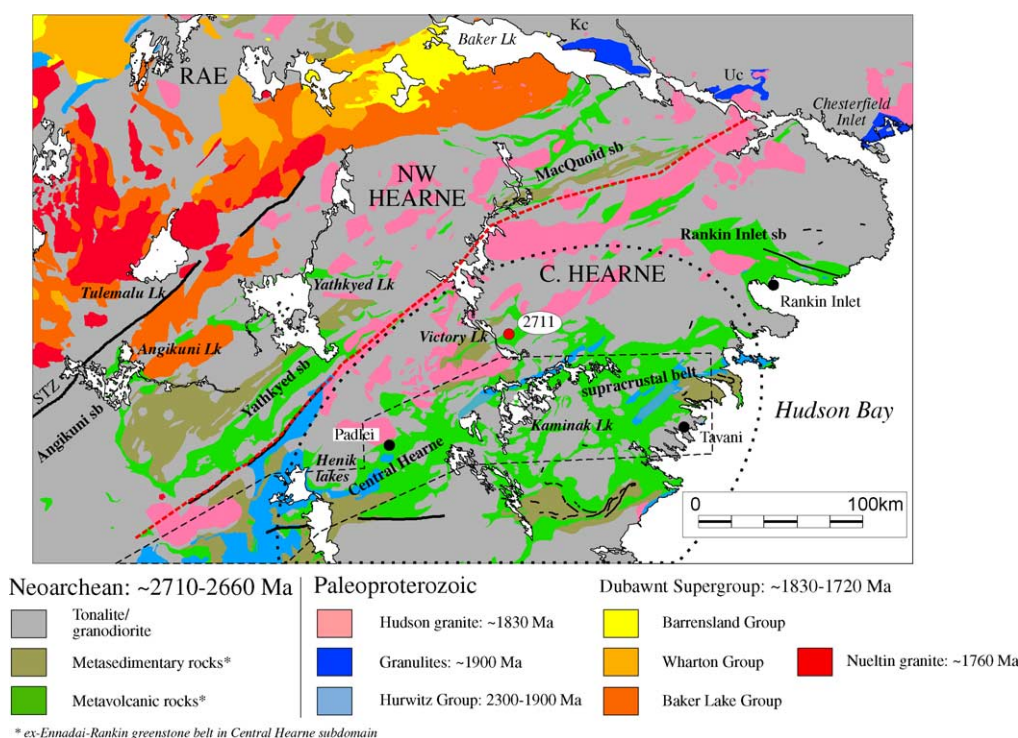 Kc
Baker Lk
RAE
Uc
Chesterfield
Inlet
MacQuoid sb
NW
HEARNE
Rankin Inlet sb
C. HEARNE
Tulemalu Lk
Yathkyed Lk
Rankin Inlet
2711
Victory Lk
Angikuni Lk
STZ
Yathkyed sb
supracrustal belt
Angikuni sb
Hudson Bay
Kaminak Lk
Padlei
Tavani
Henik
lakes
Central Hearne
0
100km
Neoarchean: ~2710-2660 Ma
Tonalite/
granodiorite
Metasedimentary rocks*
Metavolcanic rocks*
Paleoproterozoic
Hudson granite: ~1830 Ma
Granulites: ~1900 Ma
Hurwitz Group: 2300-1900 Ma
Dubawnt Supergroup: ~1830-1720 Ma
Barrensland Group
Wharton Group
Nueltin granite: ~1760 Ma
Baker Lake Group
* ex-Ennadai-Rankin greenstone belt in Central Hearne subdomain